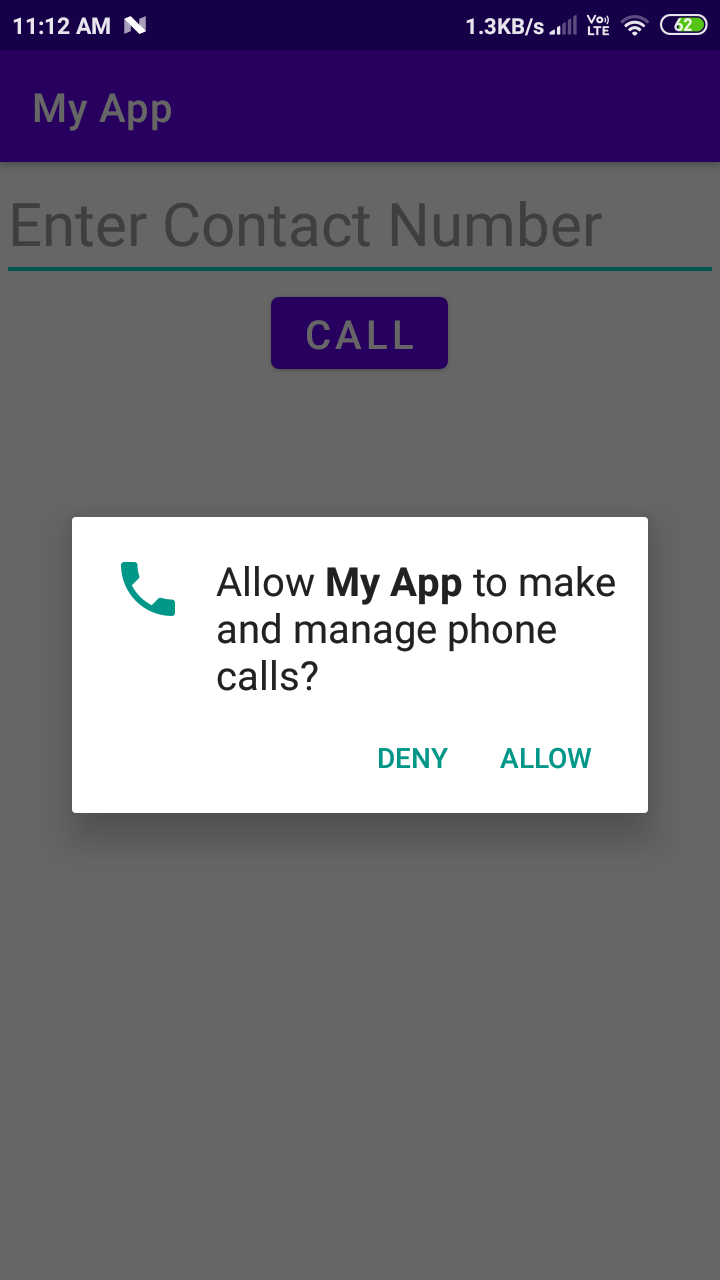 11:12 AM 1.3KB/s Vo) LTE 62
My App
Enter Contact Number
CALL
Allow My App to make
and manage phone
calls?
DENY ALLOW